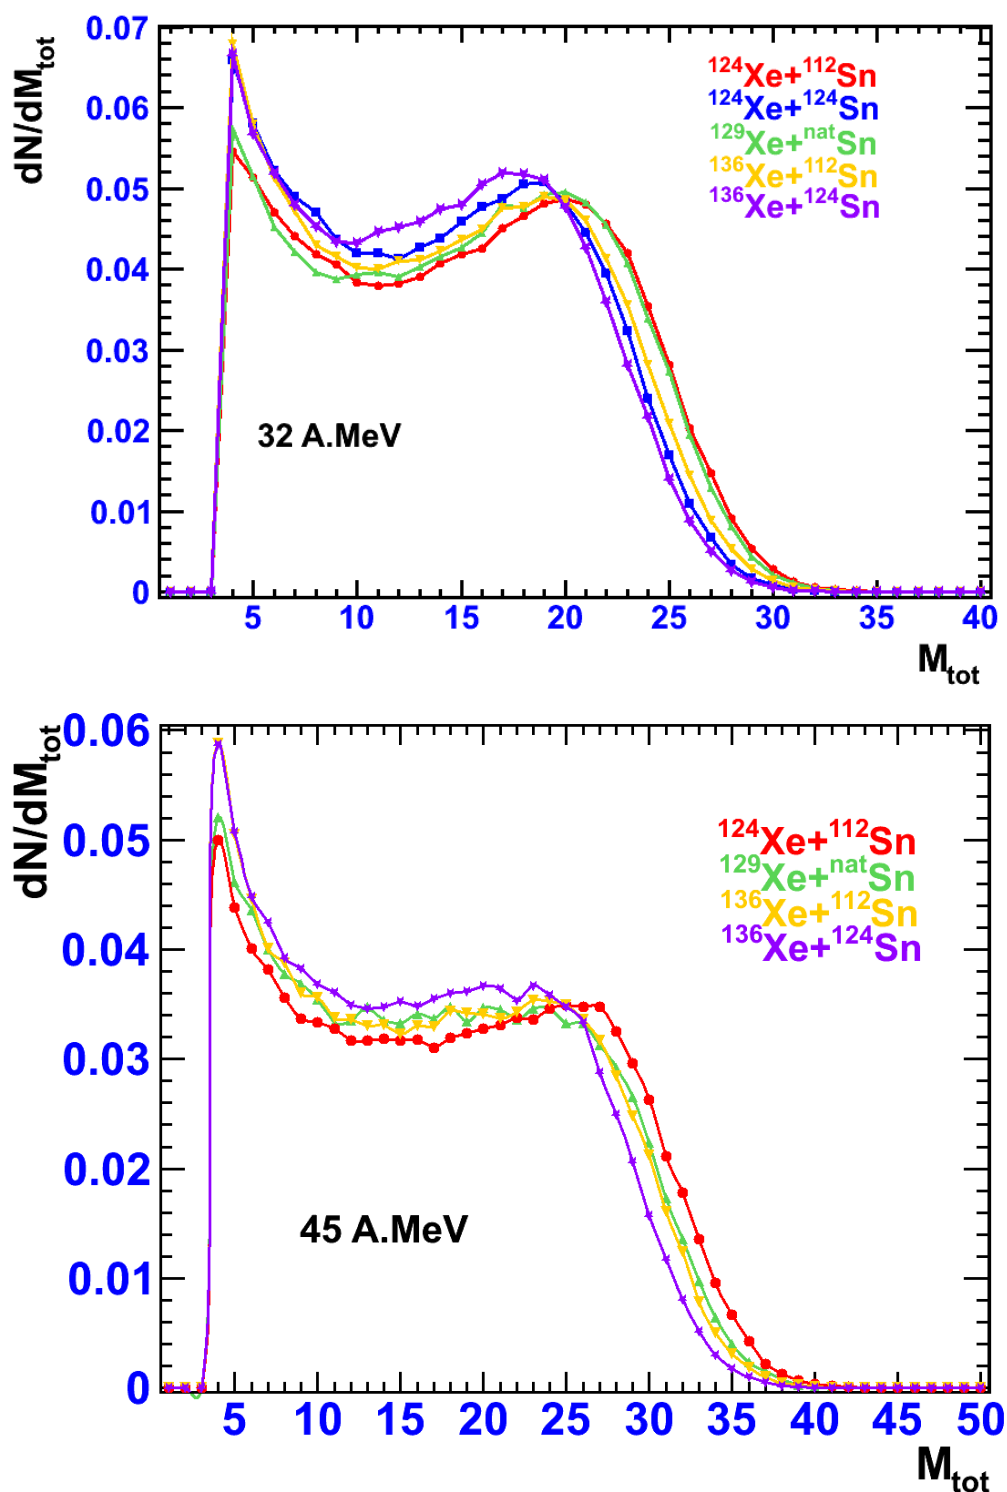 dN/dM_tot
0.07
0.06
0.05
0.04
0.03
0.02
0.01
0
¹²⁴Xe+¹¹²Sn
¹²⁴Xe+¹²⁴Sn
¹²⁹Xe+ⁿᵃᵗSn
¹³⁶Xe+¹¹²Sn
¹³⁶Xe+¹²⁴Sn
32 A.MeV
5 10 15 20 25 30 35 40
M_tot
dN/dM_tot
0.06
0.05
0.04
0.03
0.02
0.01
0
¹²⁴Xe+¹¹²Sn
¹²⁹Xe+ⁿᵃᵗSn
¹³⁶Xe+¹¹²Sn
¹³⁶Xe+¹²⁴Sn
45 A.MeV
5 10 15 20 25 30 35 40 45 50
M_tot